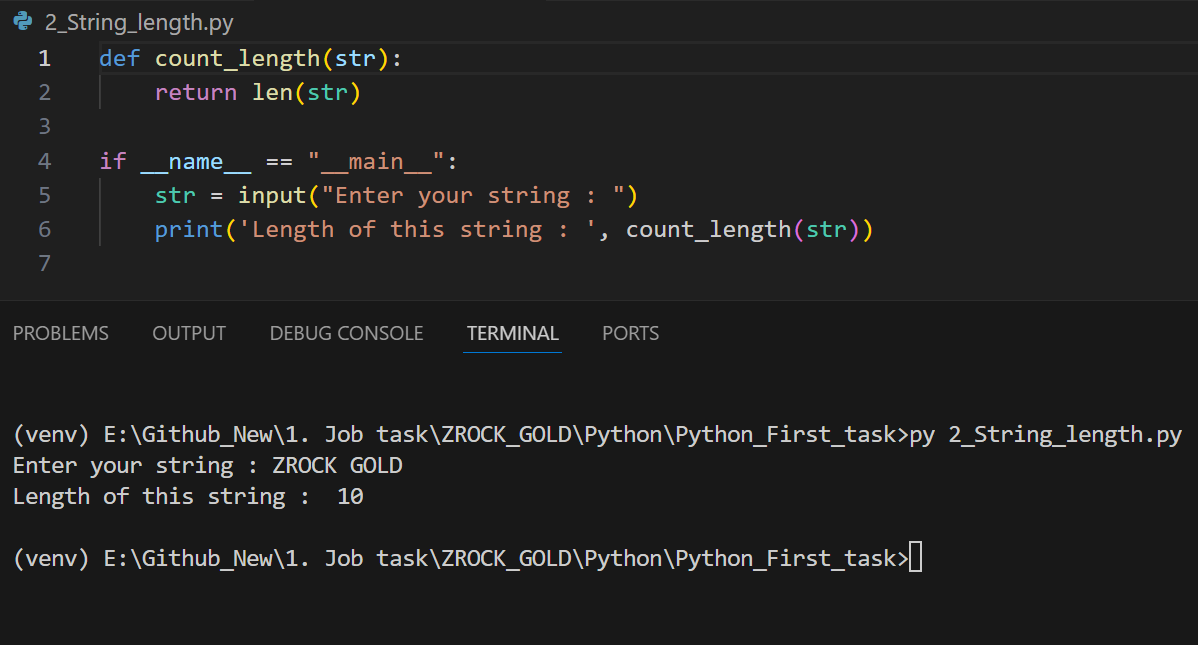 2_String_length.py
1 def count_length(str):
2     return len(str)
3
4 if __name__ == "__main__":
5     str = input("Enter your string : ")
6     print('Length of this string : ', count_length(str))
7
PROBLEMS OUTPUT DEBUG CONSOLE TERMINAL PORTS
(venv) E:\Github_New\1. Job task\ZROCK_GOLD\Python\Python_First_task>py 2_String_length.py
Enter your string : ZROCK GOLD
Length of this string :  10
(venv) E:\Github_New\1. Job task\ZROCK_GOLD\Python\Python_First_task>